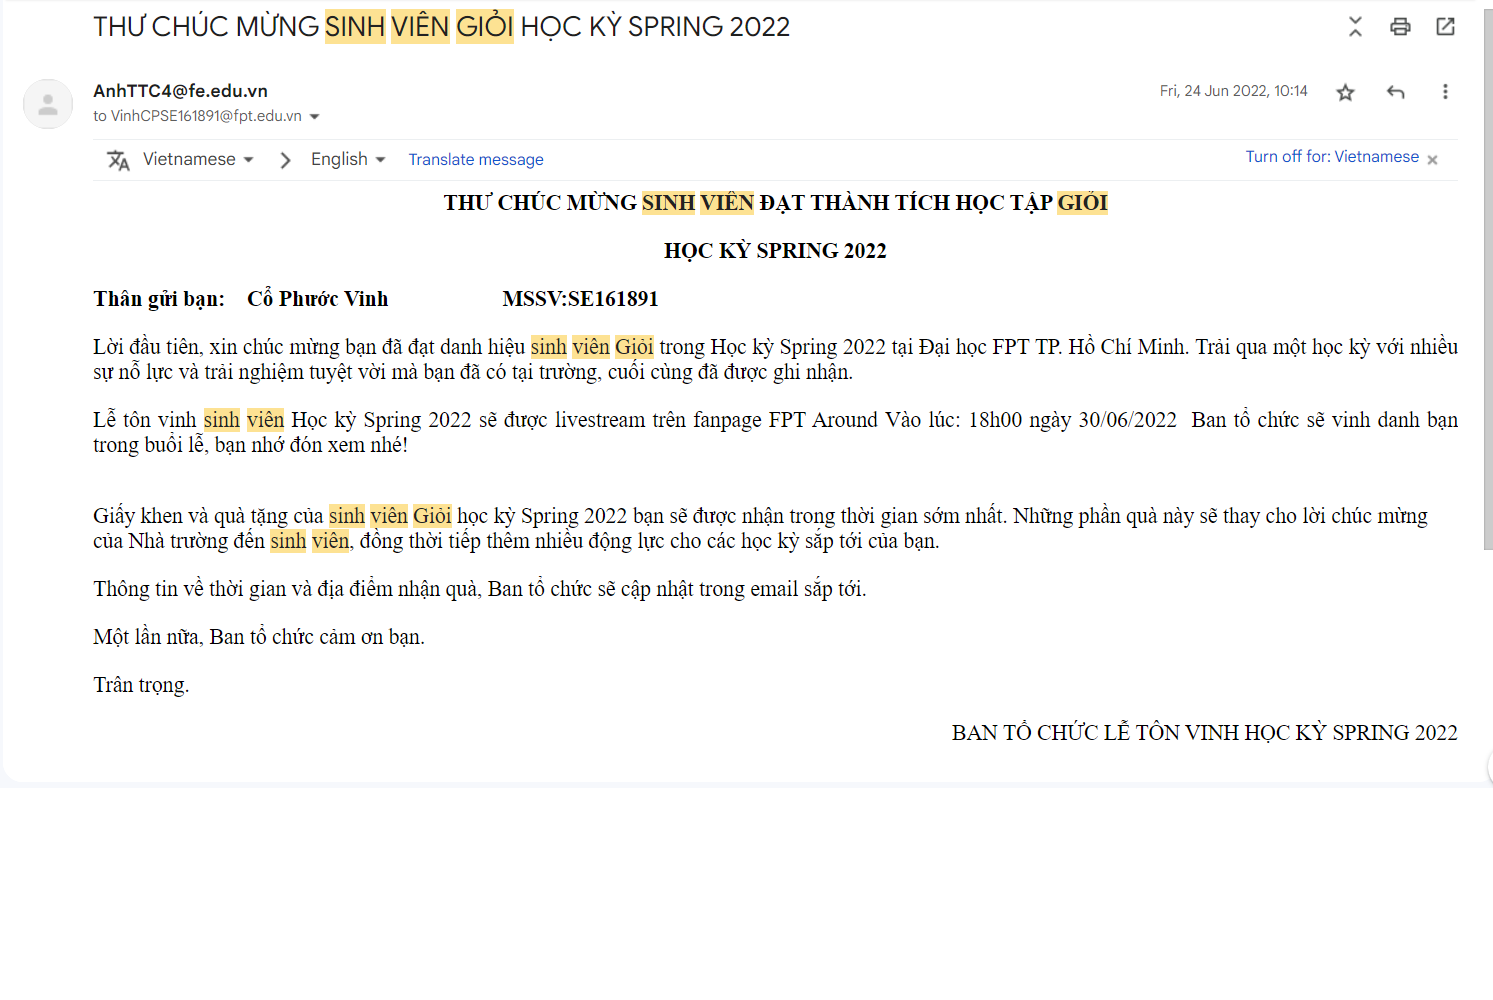 THƯ CHÚC MỪNG SINH VIÊN GIỎI HỌC KỲ SPRING 2022
AnhTTC4@fe.edu.vn
Fri, 24 Jun 2022, 10:14
to VinhCPSE161891@fpt.edu.vn
Vietnamese > English Translate message
Turn off for: Vietnamese
THƯ CHÚC MỪNG SINH VIÊN ĐẠT THÀNH TÍCH HỌC TẬP GIỎI
HỌC KỲ SPRING 2022
Thân gửi bạn: Cổ Phước Vinh MSSV:SE161891
Lời đầu tiên, xin chúc mừng bạn đã đạt danh hiệu sinh viên Giỏi trong Học kỳ Spring 2022 tại Đại học FPT TP. Hồ Chí Minh. Trải qua một học kỳ với nhiều
sự nỗ lực và trải nghiệm tuyệt vời mà bạn đã có tại trường, cuối cùng đã được ghi nhận.
Lễ tôn vinh sinh viên Học kỳ Spring 2022 sẽ được livestream trên fanpage FPT Around Vào lúc: 18h00 ngày 30/06/2022 Ban tổ chức sẽ vinh danh bạn
trong buổi lễ, bạn nhớ đón xem nhé!
Giấy khen và quà tặng của sinh viên Giỏi học kỳ Spring 2022 bạn sẽ được nhận trong thời gian sớm nhất. Những phần quà này sẽ thay cho lời chúc mừng
của Nhà trường đến sinh viên, đồng thời tiếp thêm nhiều động lực cho các học kỳ sắp tới của bạn.
Thông tin về thời gian và địa điểm nhận quà, Ban tổ chức sẽ cập nhật trong email sắp tới.
Một lần nữa, Ban tổ chức cảm ơn bạn.
Trân trọng.
BAN TỔ CHỨC LỄ TÔN VINH HỌC KỲ SPRING 2022